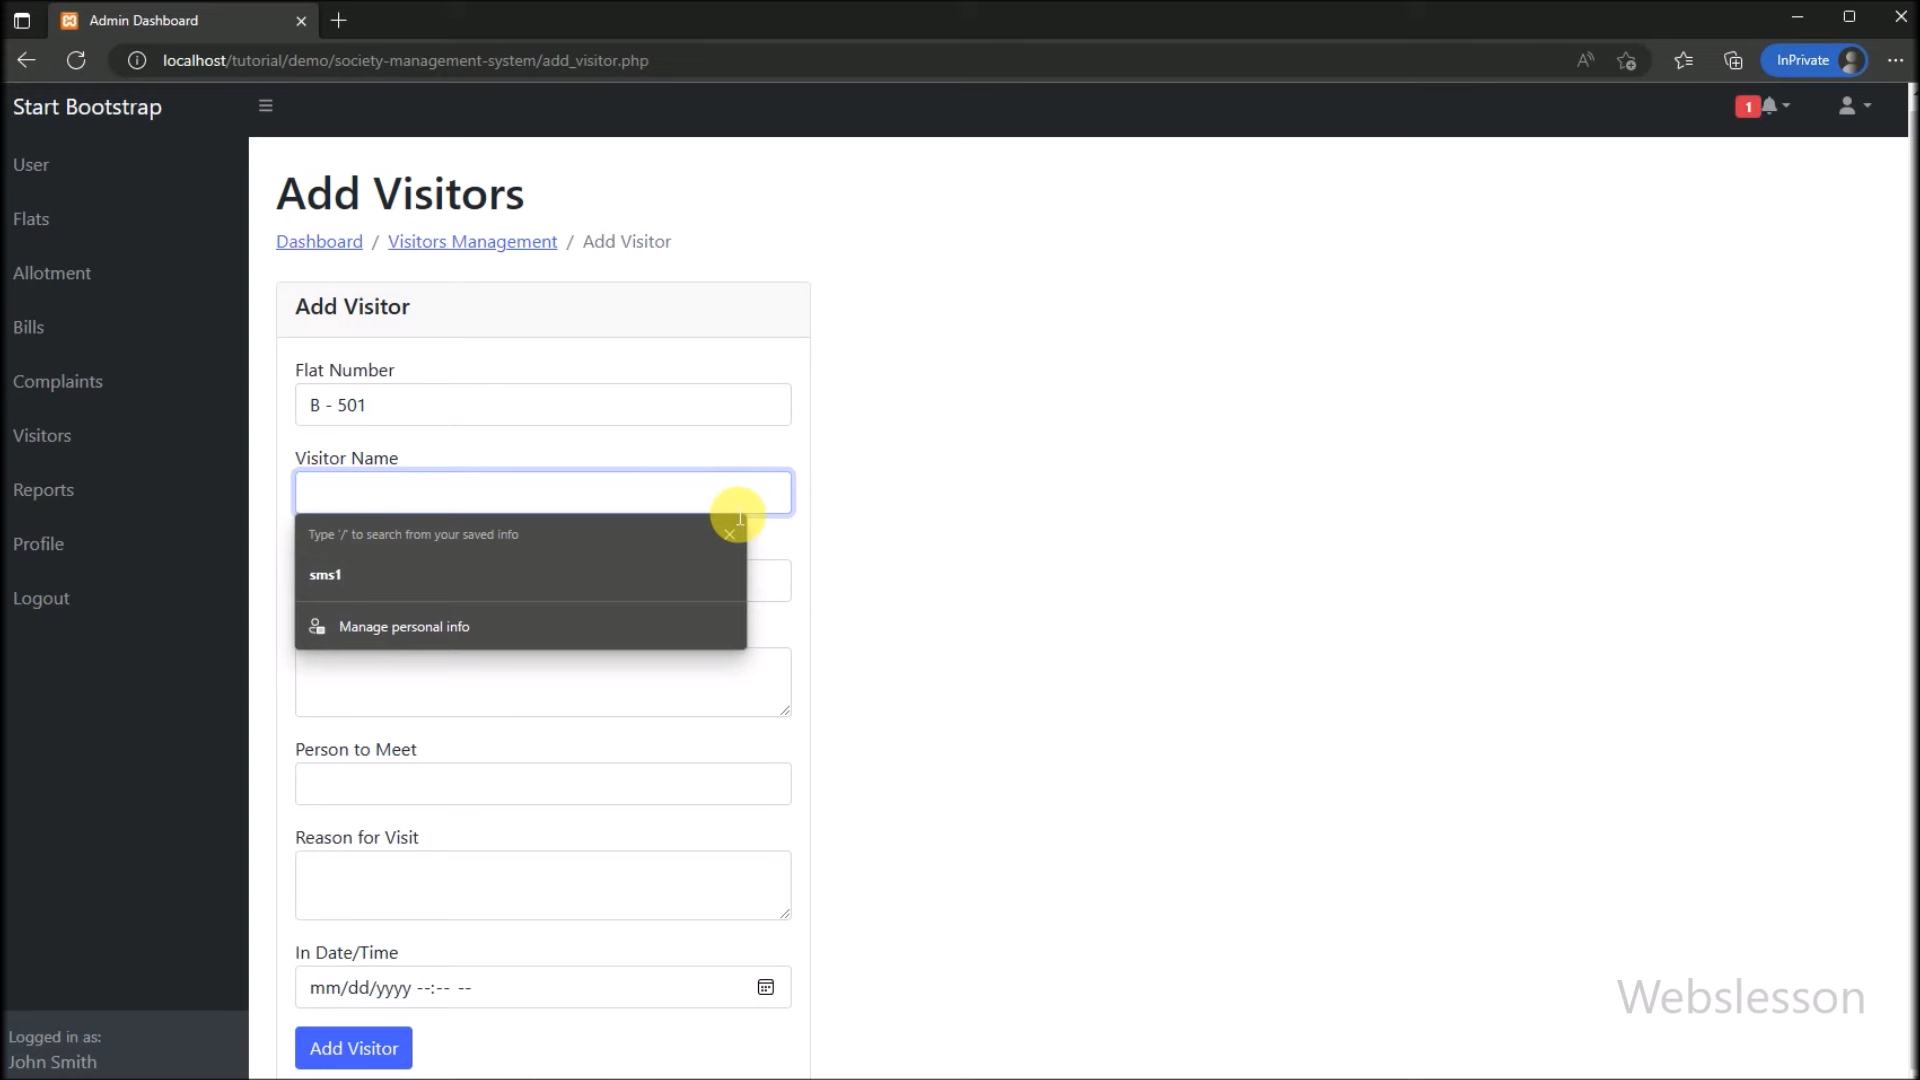 Admin Dashboard
localhost/tutorial/demo/society-management-system/add_visitor.php
InPrivate
Start Bootstrap
1
User
Flats
Allotment
Bills
Complaints
Visitors
Reports
Profile
Logout
Logged in as:
John Smith
Add Visitors
Dashboard / Visitors Management / Add Visitor
Add Visitor
Flat Number
B - 501
Visitor Name
Type '/' to search from your saved info
sms1
Manage personal info
Person to Meet
Reason for Visit
In Date/Time
mm/dd/yyyy --:-- --
Add Visitor
Webslesson